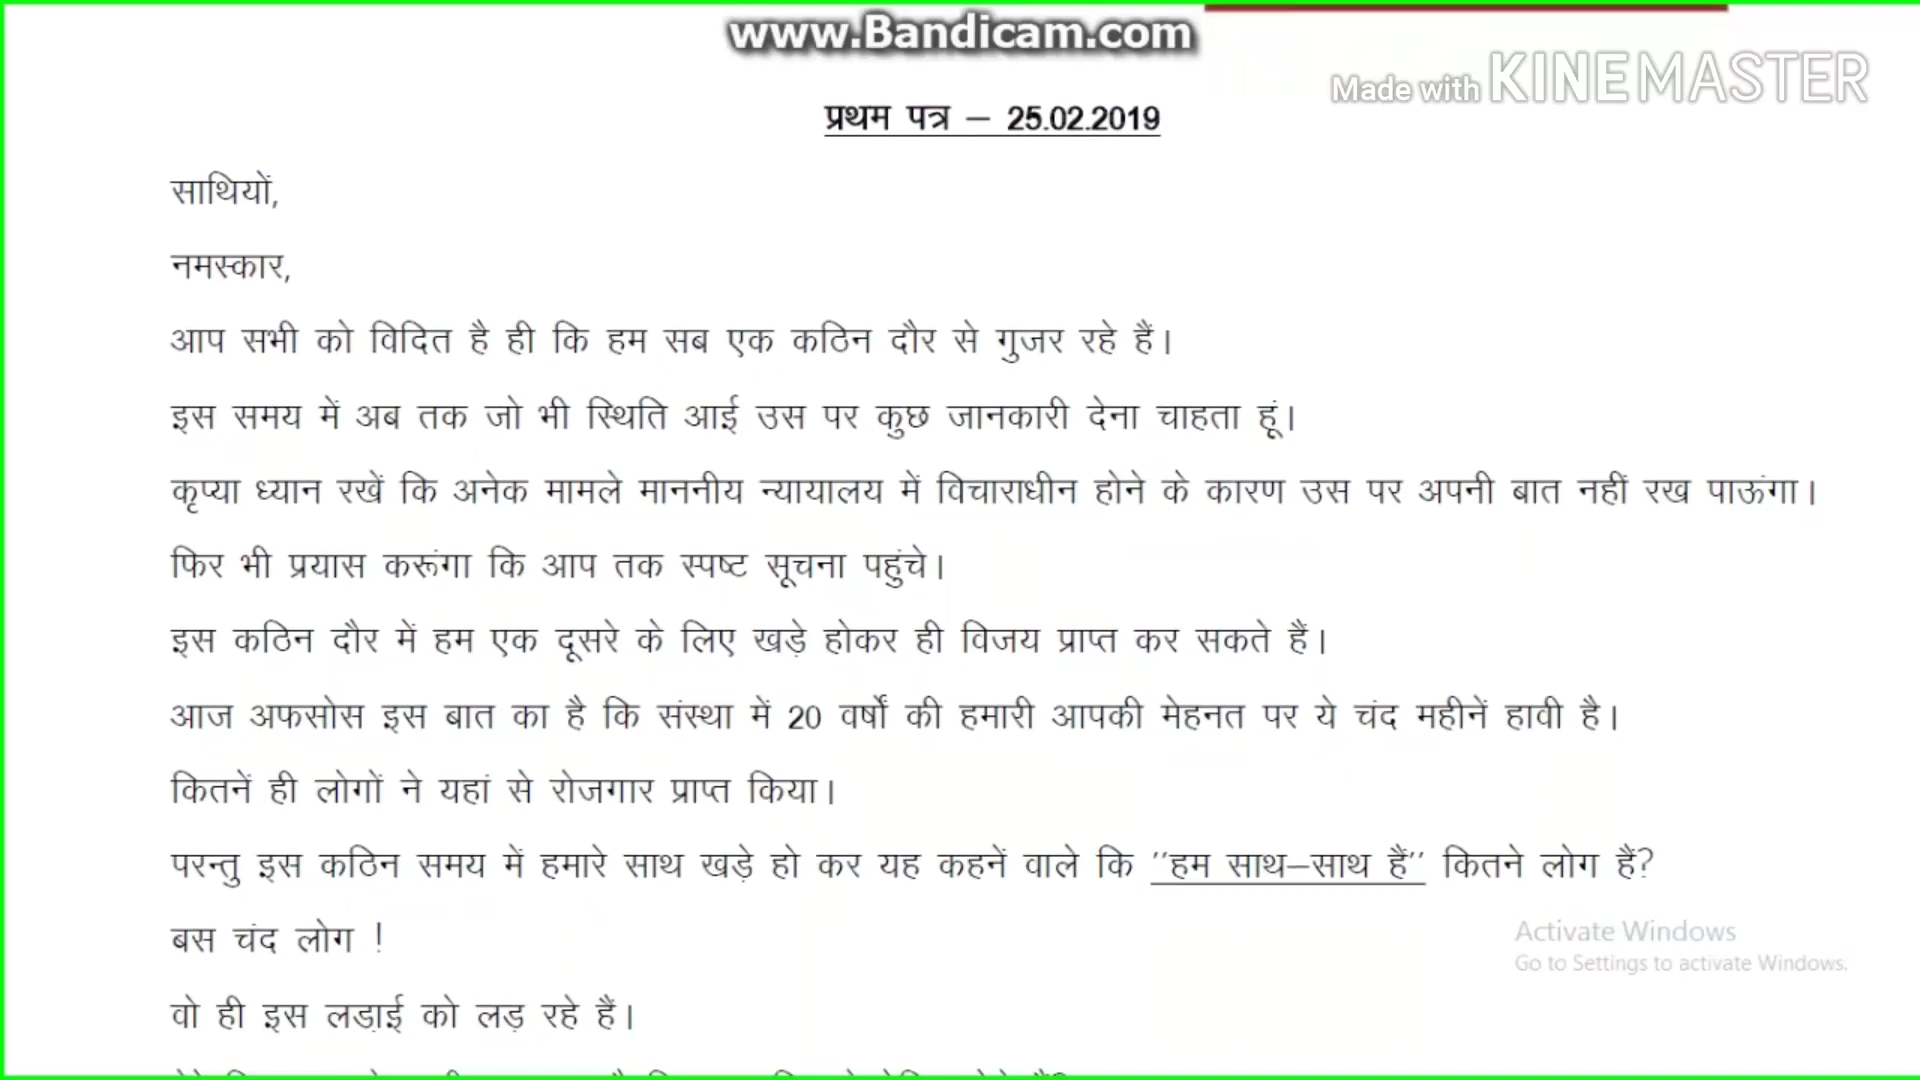 www.Bandicam.com
Made with KINEMASTER
प्रथम पत्र – 25.02.2019
साथियों,
नमस्कार,
आप सभी को विदित है ही कि हम सब एक कठिन दौर से गुजर रहे हैं।
इस समय में अब तक जो भी स्थिति आई उस पर कुछ जानकारी देना चाहता हूं।
कृप्या ध्यान रखें कि अनेक मामले माननीय न्यायालय में विचाराधीन होने के कारण उस पर अपनी बात नहीं रख पाऊंगा।
फिर भी प्रयास करूंगा कि आप तक स्पष्ट सूचना पहुंचे।
इस कठिन दौर में हम एक दूसरे के लिए खड़े होकर ही विजय प्राप्त कर सकते हैं।
आज अफसोस इस बात का है कि संस्था में 20 वर्षों की हमारी आपकी मेहनत पर ये चंद महीनें हावी है।
कितनें ही लोगों ने यहां से रोजगार प्राप्त किया।
परन्तु इस कठिन समय में हमारे साथ खड़े हो कर यह कहनें वाले कि ''हम साथ–साथ हैं'' कितने लोग हैं?
बस चंद लोग !
वो ही इस लड़ाई को लड़ रहे हैं।
Activate Windows
Go to Settings to activate Windows.